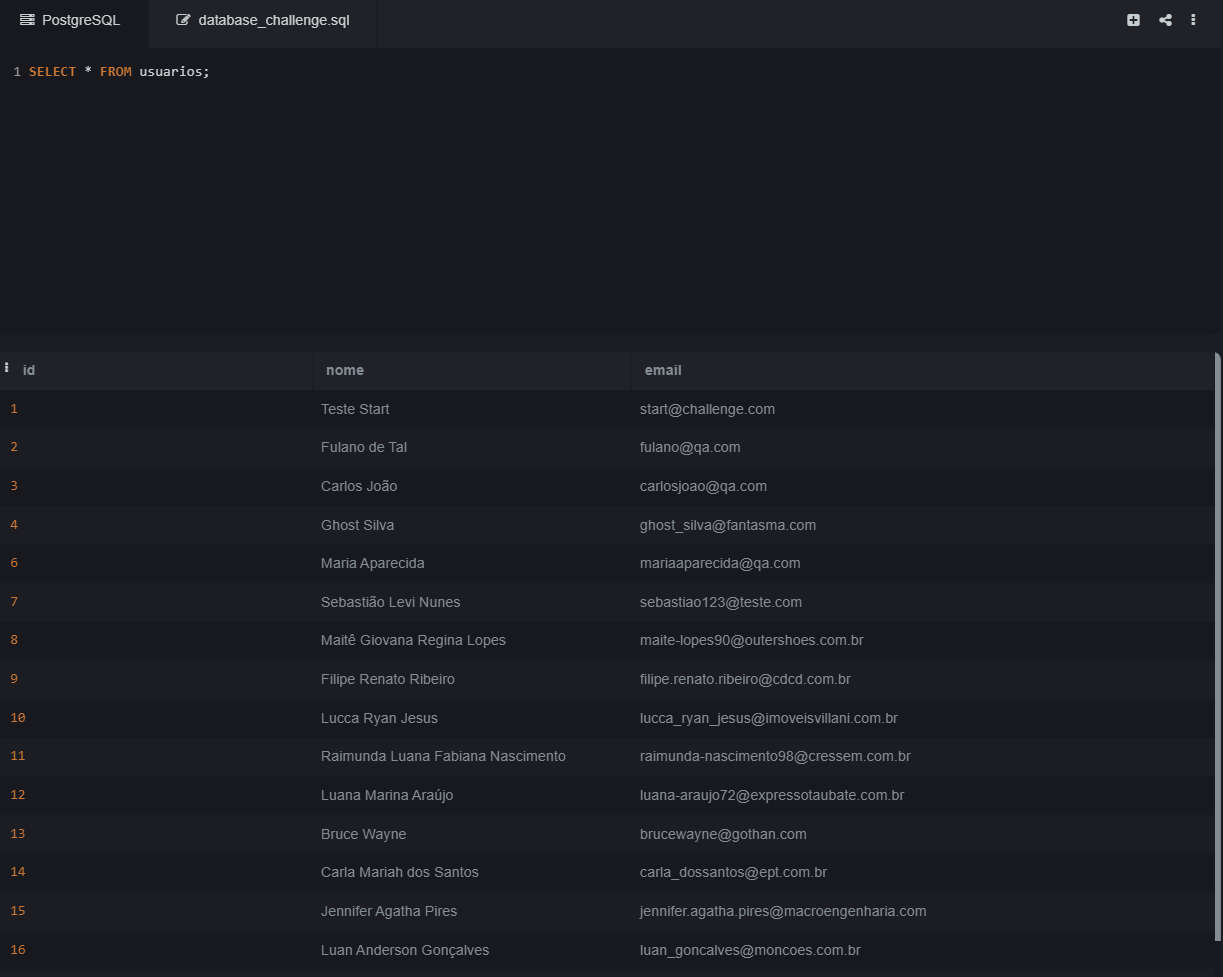 PostgreSQL database_challenge.sql
1 SELECT * FROM usuarios;
id nome email
1 Teste Start start@challenge.com
2 Fulano de Tal fulano@qa.com
3 Carlos João carlosjoao@qa.com
4 Ghost Silva ghost_silva@fantasma.com
6 Maria Aparecida mariaaparecida@qa.com
7 Sebastião Levi Nunes sebastiao123@teste.com
8 Maitê Giovana Regina Lopes maite-lopes90@outershoes.com.br
9 Filipe Renato Ribeiro filipe.renato.ribeiro@cdcd.com.br
10 Lucca Ryan Jesus lucca_ryan_jesus@imoveisvillani.com.br
11 Raimunda Luana Fabiana Nascimento raimunda-nascimento98@cressem.com.br
12 Luana Marina Araújo luana-araujo72@expressotaubate.com.br
13 Bruce Wayne brucewayne@gothan.com
14 Carla Mariah dos Santos carla_dossantos@ept.com.br
15 Jennifer Agatha Pires jennifer.agatha.pires@macroengenharia.com
16 Luan Anderson Gonçalves luan_goncalves@moncoes.com.br